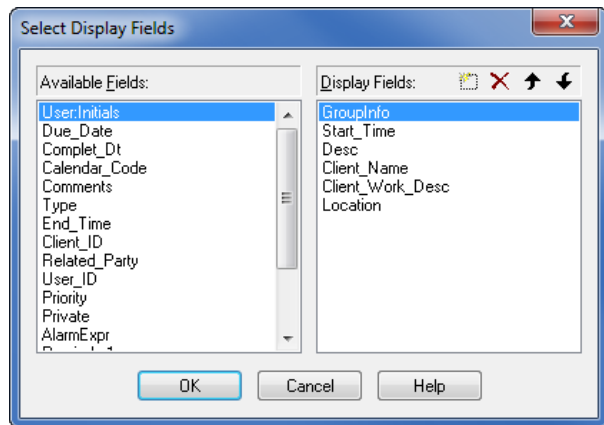 Select Display Fields
Available Fields:
User:Initials
Due_Date
Complet_Dt
Calendar_Code
Comments
Type
End_Time
Client_ID
Related_Party
User_ID
Priority
Private
AlarmExpr
Display Fields:
GroupInfo
Start_Time
Desc
Client_Name
Client_Work_Desc
Location
OK
Cancel
Help